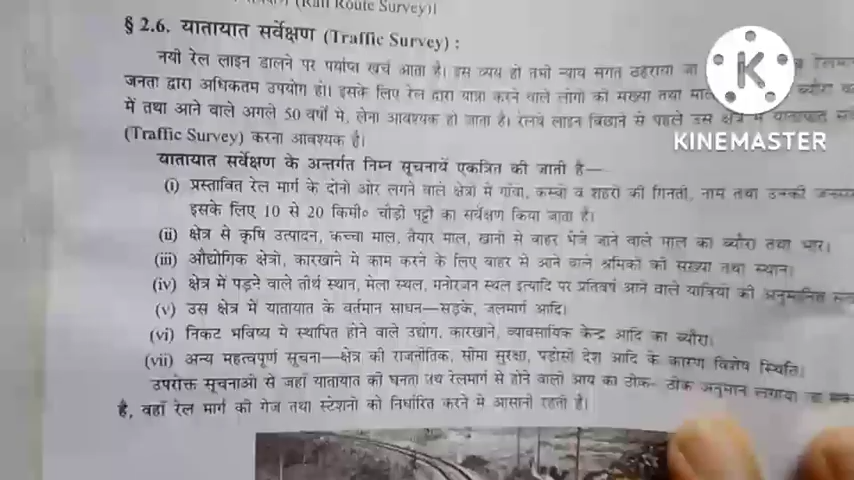 (Rail Route Survey)
§ 2.6. यातायात सर्वेक्षण (Traffic Survey) :
नयी रेल लाइन डालने पर पर्याप्त खर्च आता है। इस व्यय हो तभी न्याय संगत ठहराया जा
जनता द्वारा अधिकतम उपयोग हो। इसके लिए रेल द्वारा यात्रा करने वाले लोगों की संख्या तथा माल ब्यौरा
में तथा आने वाले अगले 50 वर्षों मे, लेना आवश्यक हो जाता है। रेलवे लाइन बिछाने से पहले उस क्षेत्र में यातायात
(Traffic Survey) करना आवश्यक है।
यातायात सर्वेक्षण के अन्तर्गत निम्न सूचनायें एकत्रित की जाती है—
(i) प्रस्तावित रेल मार्ग के दोनो ओर लगने वाले क्षेत्रों में गांवों, कस्बों व शहरों की गिनती, नाम तथा उनकी
इसके लिए 10 से 20 किमी० चौड़ी पट्टी का सर्वेक्षण किया जाता है।
(ii) क्षेत्र से कृषि उत्पादन, कच्चा माल, तैयार माल, खानों से बाहर भेजे जाने वाले माल का ब्यौरा तथा भार।
(iii) औद्योगिक क्षेत्रों, कारखाने मे काम करने के लिए बाहर से आने वाले श्रमिकों की संख्या तथा स्थान।
(iv) क्षेत्र में पड़ने वाले तीर्थ स्थान, मेला स्थल, मनोरंजन स्थल इत्यादि पर प्रतिवर्ष आने वाले यात्रियों की अनुमानित
(v) उस क्षेत्र में यातायात के वर्तमान साधन—सड़के, जलमार्ग आदि।
(vi) निकट भविष्य मे स्थापित होने वाले उद्योग, कारखाने, व्यावसायिक केन्द्र आदि का ब्यौरा।
(vii) अन्य महत्वपूर्ण सूचना—क्षेत्र की राजनीतिक, सीमा सुरक्षा, पड़ोसी देश आदि के कारण विशेष स्थिति।
उपरोक्त सूचनाओं से जहाँ यातायात की घनता तथ रेलमार्ग से होने वाली आय का ठीक- ठीक अनुमान लगाया जा
है, वहाँ रेल मार्ग की गेज तथा स्टेशनों को निर्धारित करने मे आसानी रहती है।
KINEMASTER